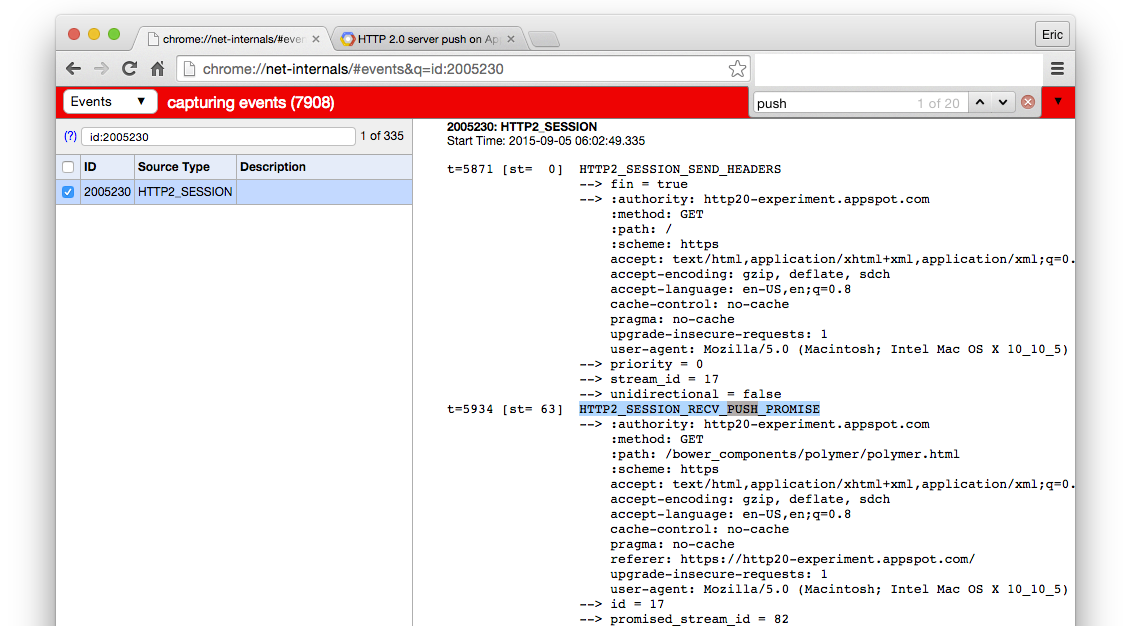 chrome://net-internals/#eve
HTTP 2.0 server push on Ap
Eric
chrome://net-internals/#events&q=id:2005230
Events ▼ capturing events (7908)
push 1 of 20
(?) id:2005230 1 of 335
ID Source Type Description
2005230 HTTP2_SESSION
2005230: HTTP2_SESSION
Start Time: 2015-09-05 06:02:49.335
t=5871 [st=  0]  HTTP2_SESSION_SEND_HEADERS
--> fin = true
--> :authority: http20-experiment.appspot.com
:method: GET
:path: /
:scheme: https
accept: text/html,application/xhtml+xml,application/xml;q=0.
accept-encoding: gzip, deflate, sdch
accept-language: en-US,en;q=0.8
cache-control: no-cache
pragma: no-cache
upgrade-insecure-requests: 1
user-agent: Mozilla/5.0 (Macintosh; Intel Mac OS X 10_10_5)
--> priority = 0
--> stream_id = 17
--> unidirectional = false
t=5934 [st= 63]  HTTP2_SESSION_RECV_PUSH_PROMISE
--> :authority: http20-experiment.appspot.com
:method: GET
:path: /bower_components/polymer/polymer.html
:scheme: https
accept: text/html,application/xhtml+xml,application/xml;q=0.
accept-encoding: gzip, deflate, sdch
accept-language: en-US,en;q=0.8
cache-control: no-cache
pragma: no-cache
referer: https://http20-experiment.appspot.com/
upgrade-insecure-requests: 1
user-agent: Mozilla/5.0 (Macintosh; Intel Mac OS X 10_10_5)
--> id = 17
--> promised_stream_id = 82